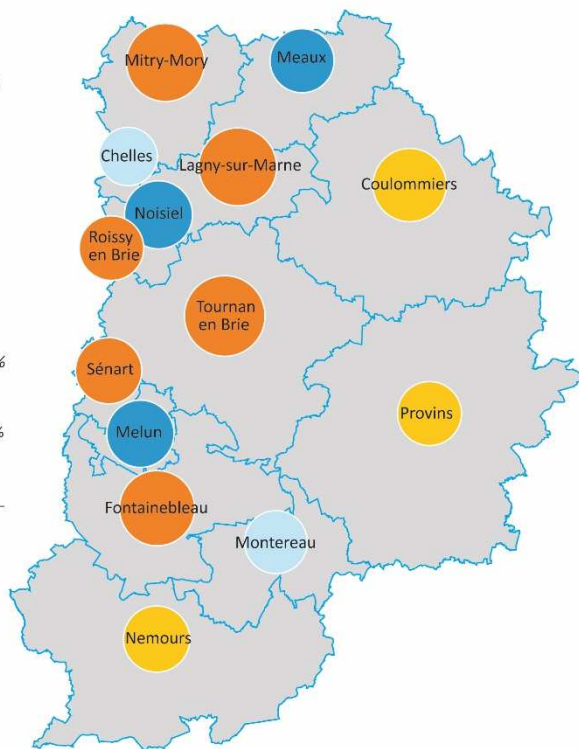 Mitry-Mory
Meaux
Chelles
Lagny-sur-Marne
Coulommiers
Noisiel
Roissy
en Brie
Tournan
en Brie
%
Sénart
Provins
Melun
%
Fontainebleau
Montereau
Nemours